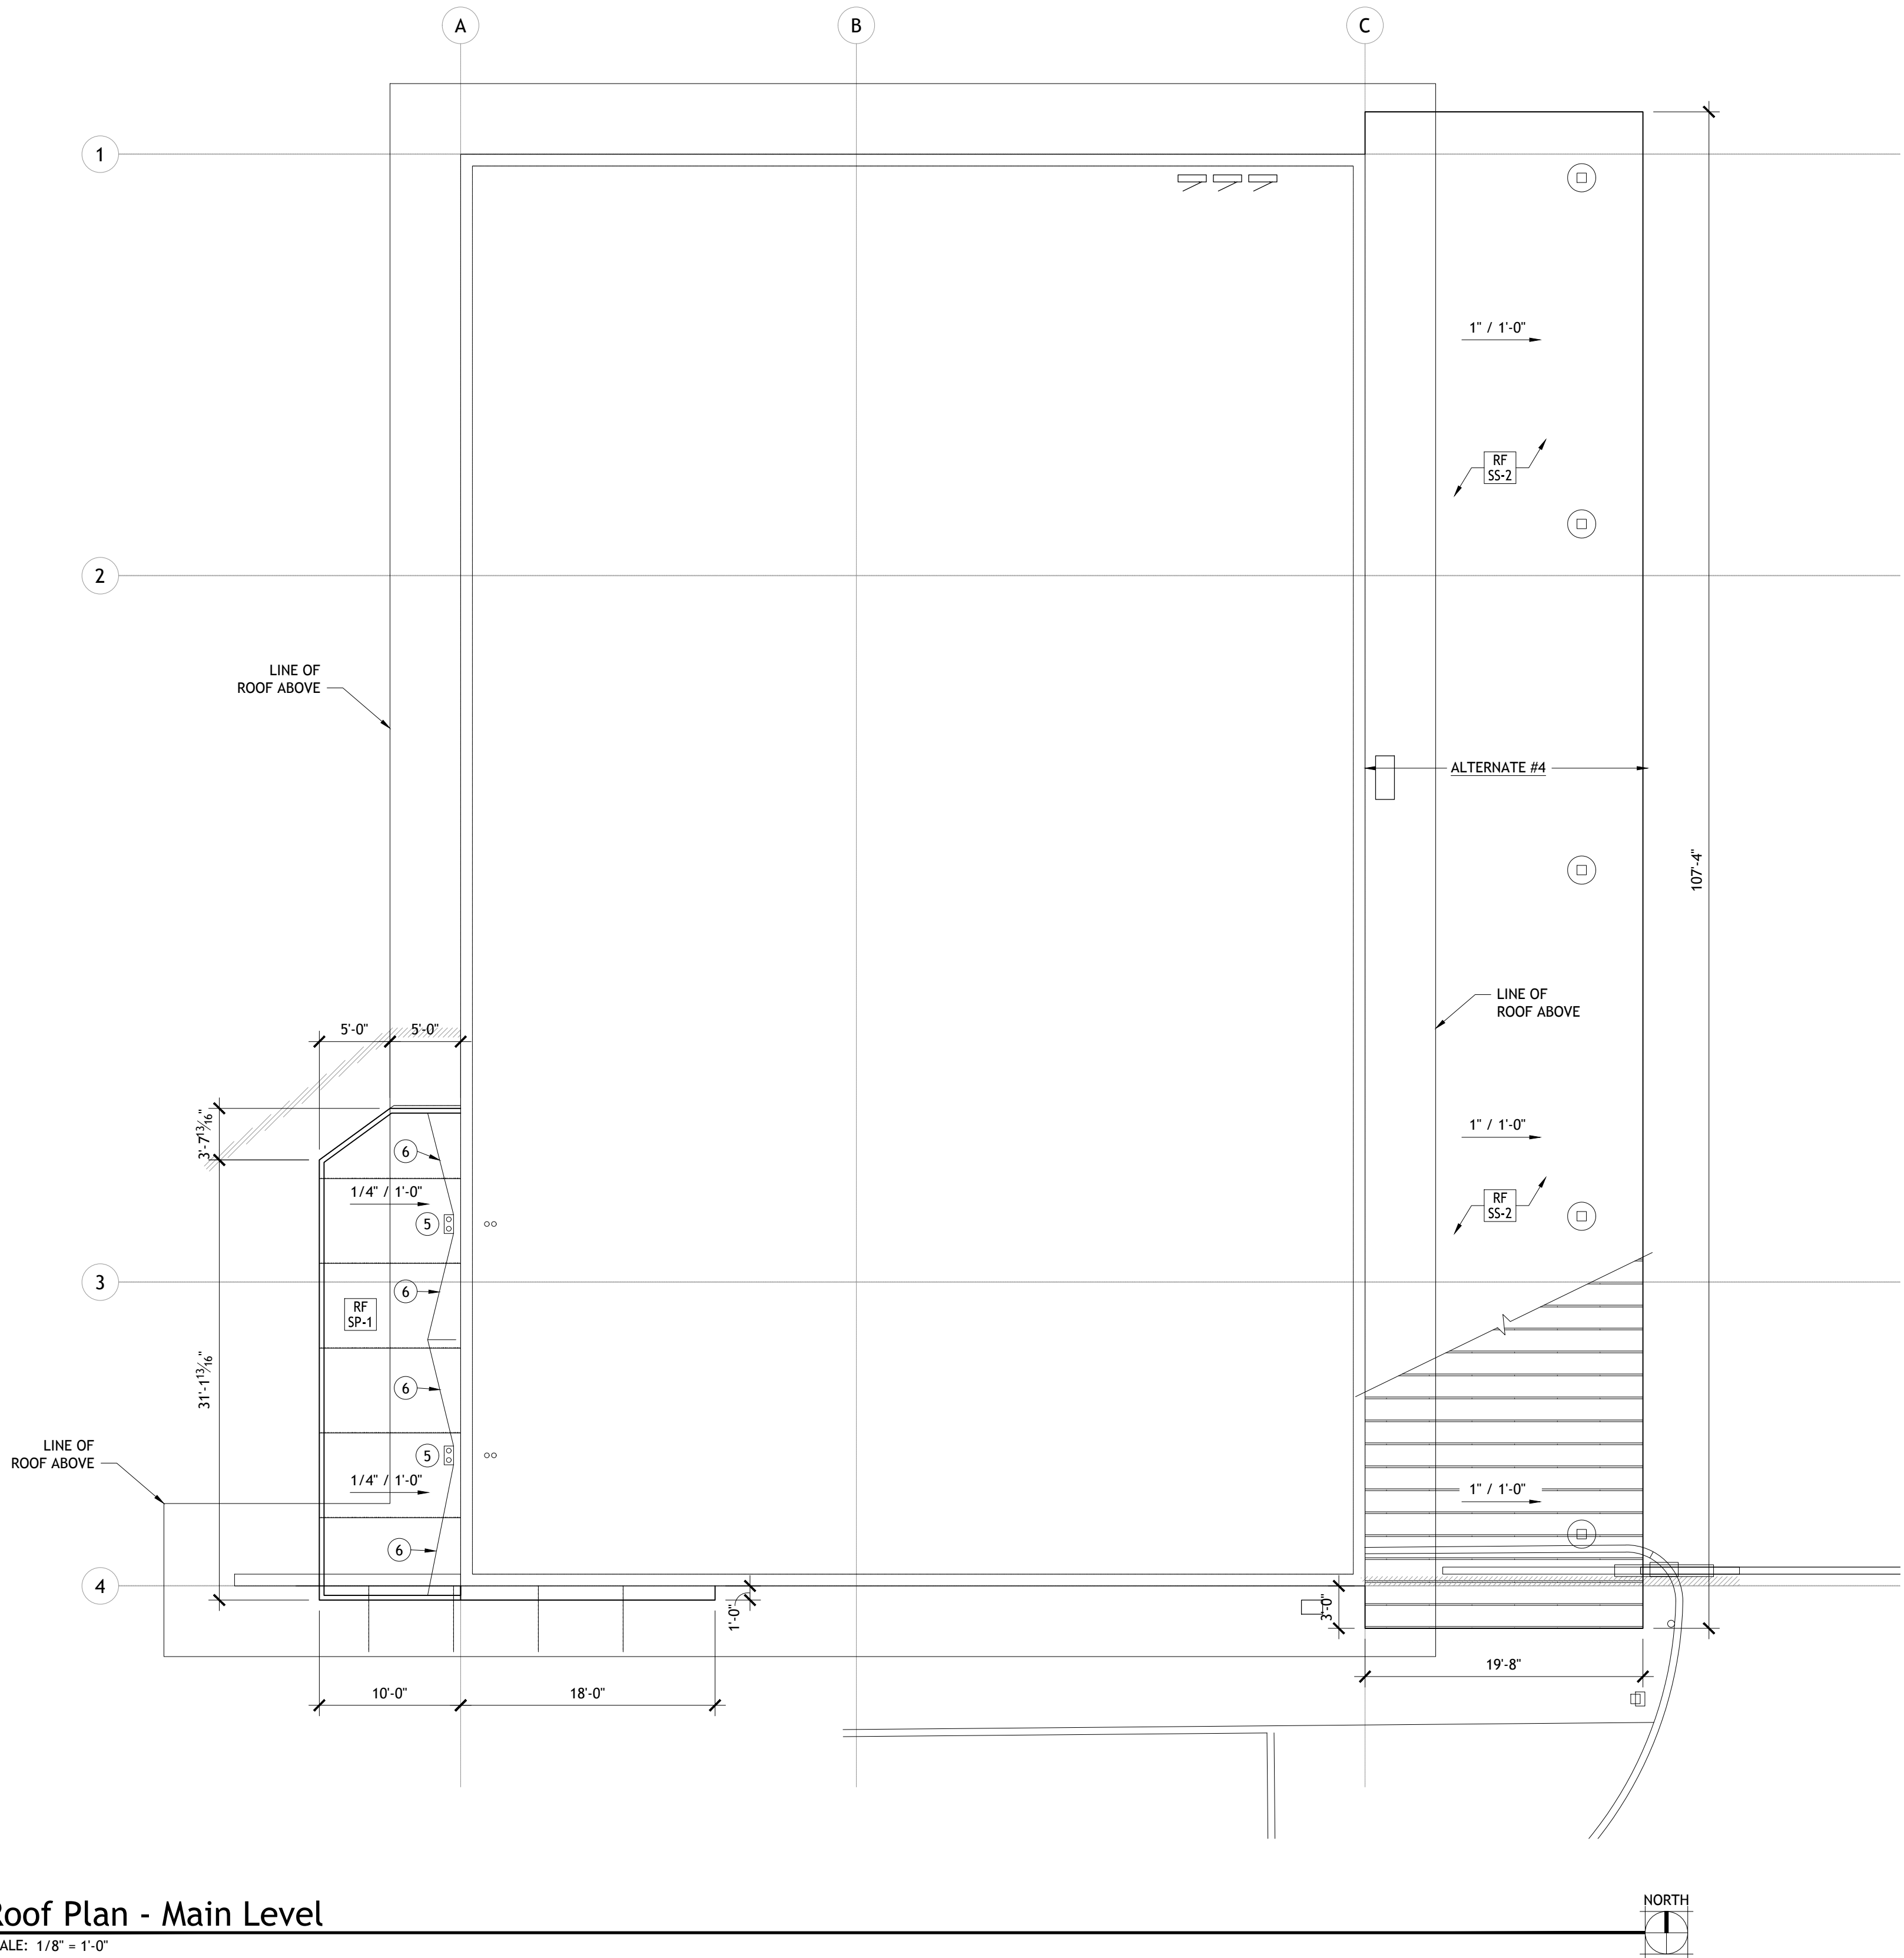 A
B
C
1
1" / 1'-0"
RF
SS-2
2
LINE OF
ROOF ABOVE
ALTERNATE #4
107'-4"
LINE OF
ROOF ABOVE
5'-0"
5'-0"
3'-7 13/16"
6
1" / 1'-0"
1/4" / 1'-0"
RF
SS-2
5
3
6
RF
SP-1
31'-1 13/16"
6
LINE OF
ROOF ABOVE
5
1/4" / 1'-0"
1" / 1'-0"
6
4
1'-0"
3'-0"
19'-8"
10'-0"
18'-0"
Roof Plan - Main Level
NORTH
ALE: 1/8" = 1'-0"